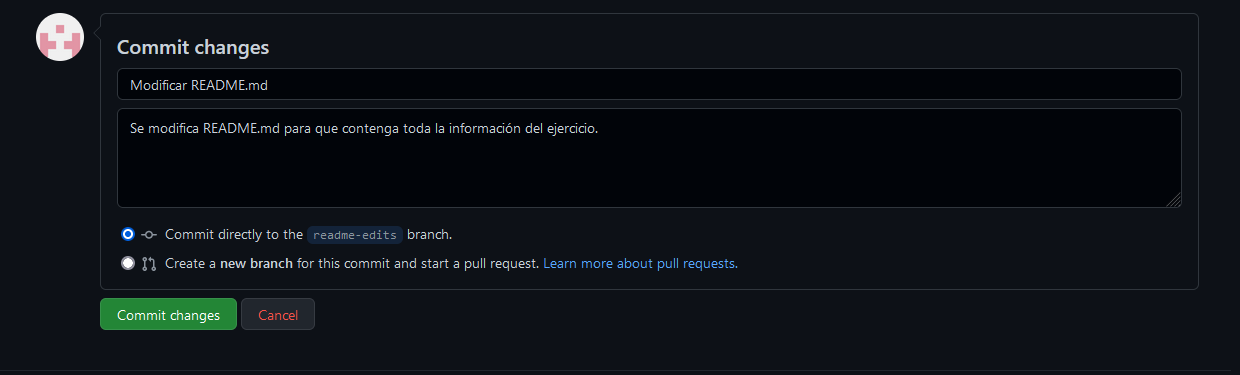 Commit changes
Modificar README.md
Se modifica README.md para que contenga toda la información del ejercicio.
Commit directly to the readme-edits branch.
Create a new branch for this commit and start a pull request. Learn more about pull requests.
Commit changes Cancel